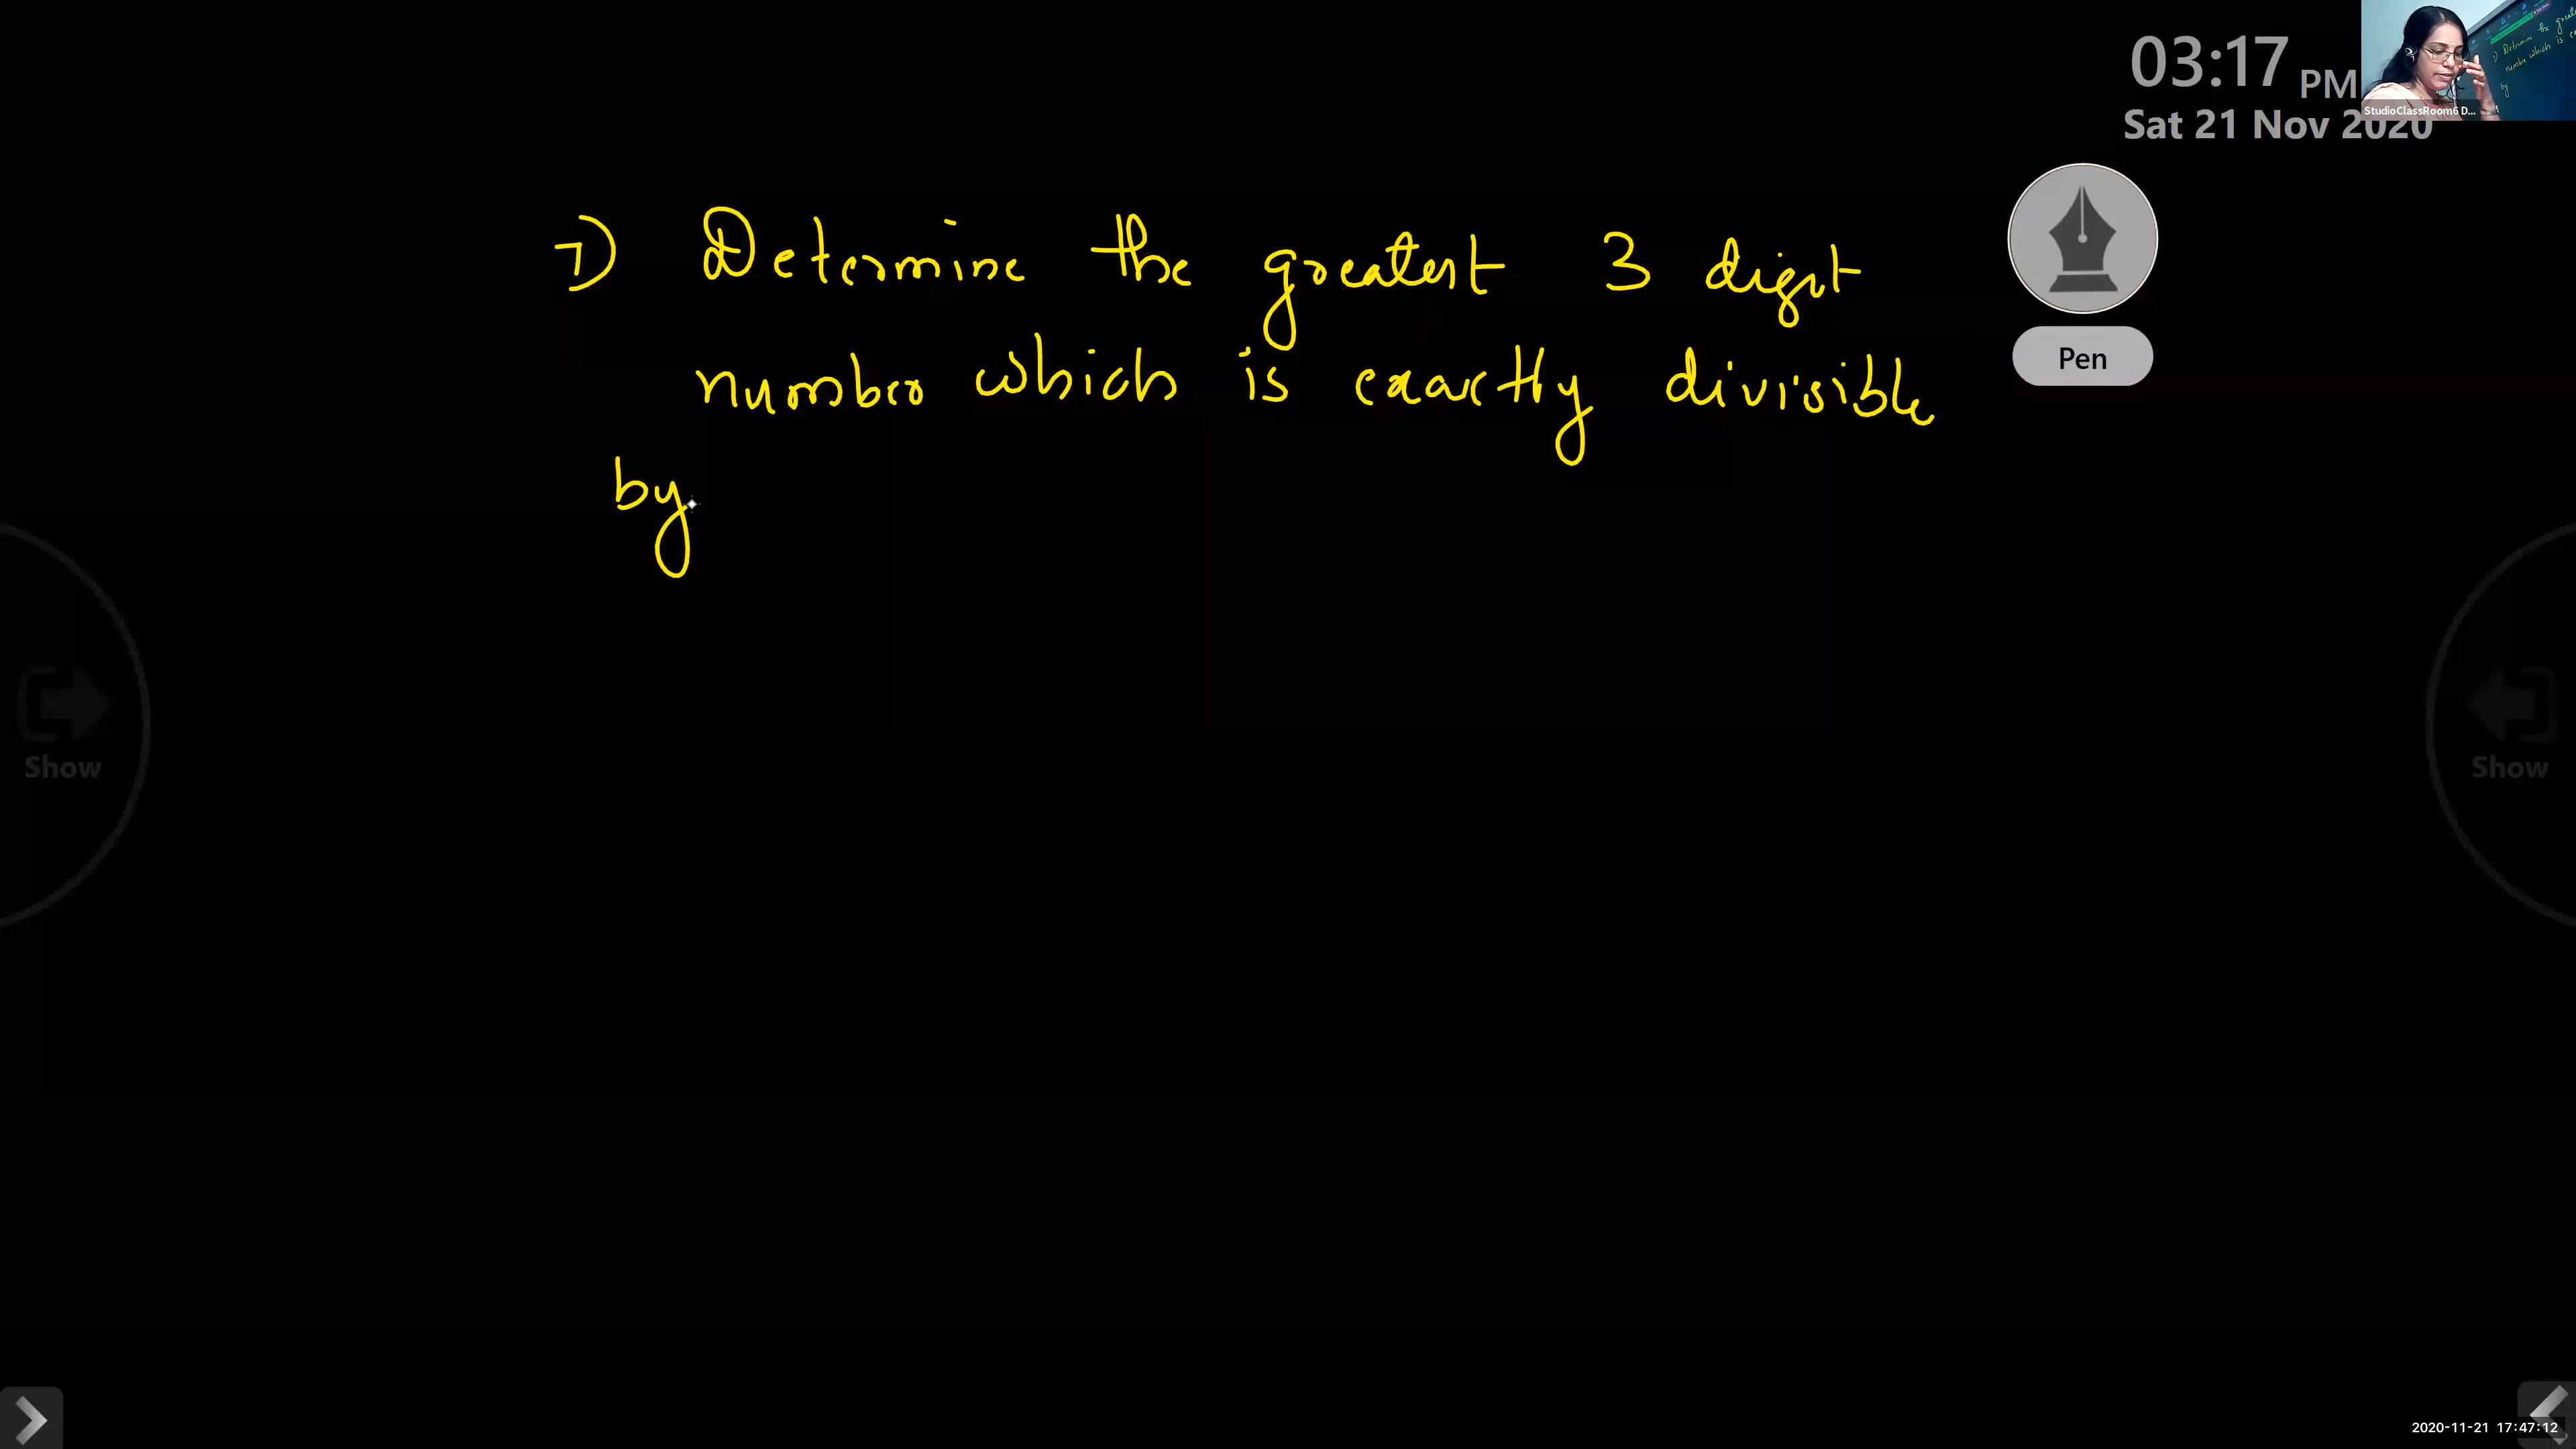 03:17 PM
Sat 21 Nov 2020
StudioClassRoom6 D...
7) Determine the greatest 3 digit
number which is exactly divisible
by
Pen
Show
Show
2020-11-21 17:47:12